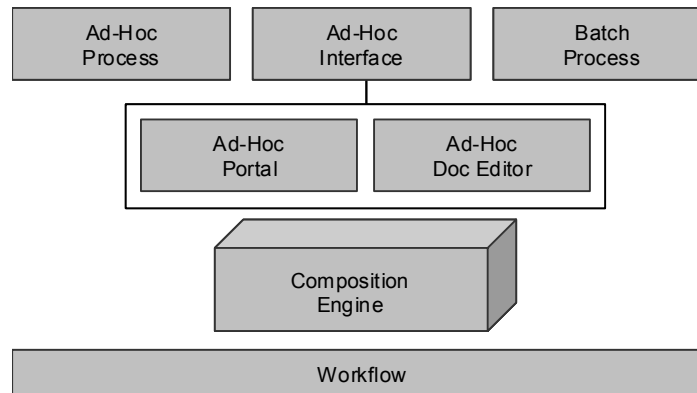 Ad-Hoc
Process
Ad-Hoc
Interface
Batch
Process
Ad-Hoc
Portal
Ad-Hoc
Doc Editor
Composition
Engine
Workflow